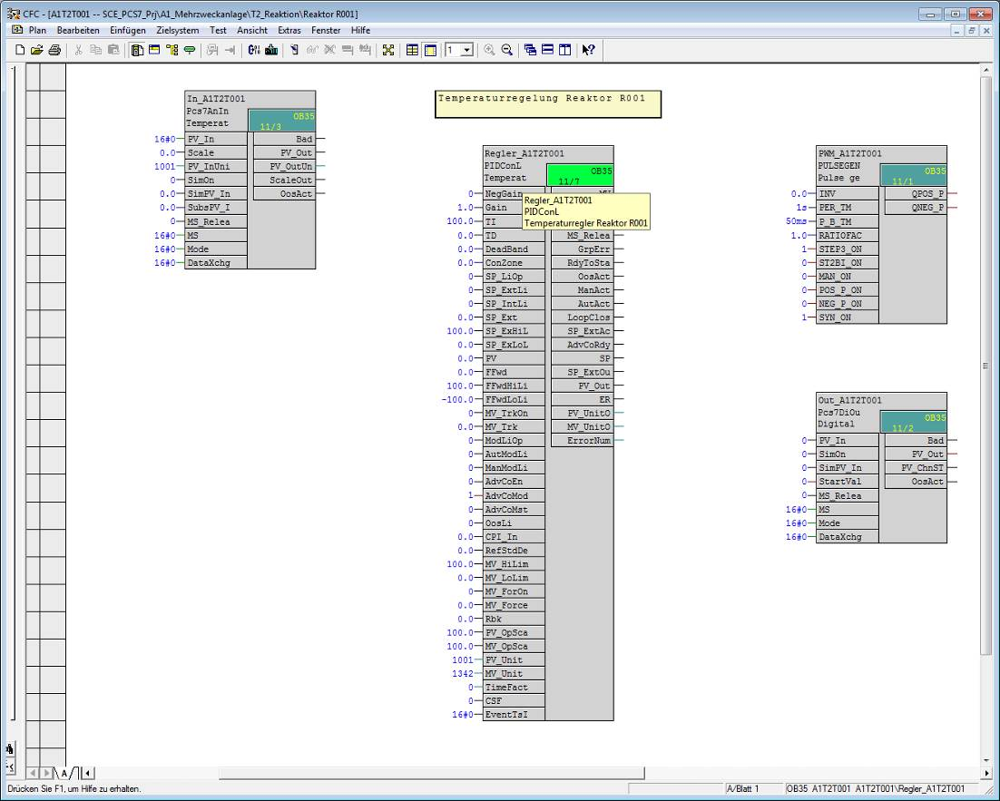 CFC - [A1T2T001 -- SCE_PCS7_Prj\A1_Mehrzweckanlage\T2_Reaktion\Reaktor R001]
Plan Bearbeiten Einfügen Zielsystem Test Ansicht Extras Fenster Hilfe
1
In_A1T2T001
Pcs7AnIn
Temperat
OB35
11/3
16#0 PV_In Bad
0.0 Scale PV_Out
1001 PV_InUni PV_OutUn
0 SimOn ScaleOut
0.0 SimPV_In OosAct
0.0 SubsPV_I
0 MS_Relea
16#0 MS
16#0 Mode
16#0 DataXchg
Temperaturregelung Reaktor R001
Regler_A1T2T001
PIDConL
Temperat
OB35
11/7
0 NegGain
1.0 Gain
100.0 TI
0.0 TD MS_Relea
0.0 DeadBand GrpErr
0.0 ConZone RdyToSta
0 SP_LiOp OosAct
0 SP_ExtLi ManAct
0 SP_IntLi AutAct
0.0 SP_Ext LoopClos
100.0 SP_ExHiL SP_ExtAc
0.0 SP_ExLoL AdvCoRdy
0.0 PV SP
0.0 FFwd SP_ExtOu
100.0 FFwdHiLi PV_Out
-100.0 FFwdLoLi ER
0 MV_TrkOn PV_UnitO
0.0 MV_Trk MV_UnitO
0 ModLiOp ErrorNum
0 AutModLi
0 ManModLi
0 AdvCoEn
1 AdvCoMod
0 AdvCoMst
0 OosLi
0.0 CPI_In
0.0 RefStdDe
100.0 MV_HiLim
0.0 MV_LoLim
0 MV_ForOn
0.0 MV_Force
0.0 Rbk
100.0 PV_OpSca
100.0 MV_OpSca
1001 PV_Unit
1342 MV_Unit
0 TimeFact
0 CSF
16#0 EventTsI
Regler_A1T2T001
PIDConL
Temperaturregler Reaktor R001
PWM_A1T2T001
PULSEGEN
Pulse ge
OB35
11/1
0.0 INV QPOS_P
1s PER_TM QNEG_P
50ms P_B_TM
1.0 RATIOFAC
1 STEP3_ON
0 ST2BI_ON
0 MAN_ON
0 POS_P_ON
0 NEG_P_ON
1 SYN_ON
Out_A1T2T001
Pcs7DiOu
Digital
OB35
11/2
0 PV_In Bad
0 SimOn PV_Out
0 SimPV_In PV_ChnST
0 StartVal OosAct
0 MS_Relea
16#0 MS
16#0 Mode
16#0 DataXchg
A
Drücken Sie F1, um Hilfe zu erhalten. A/Blatt 1 OB35 A1T2T001 A1T2T001\Regler_A1T2T001